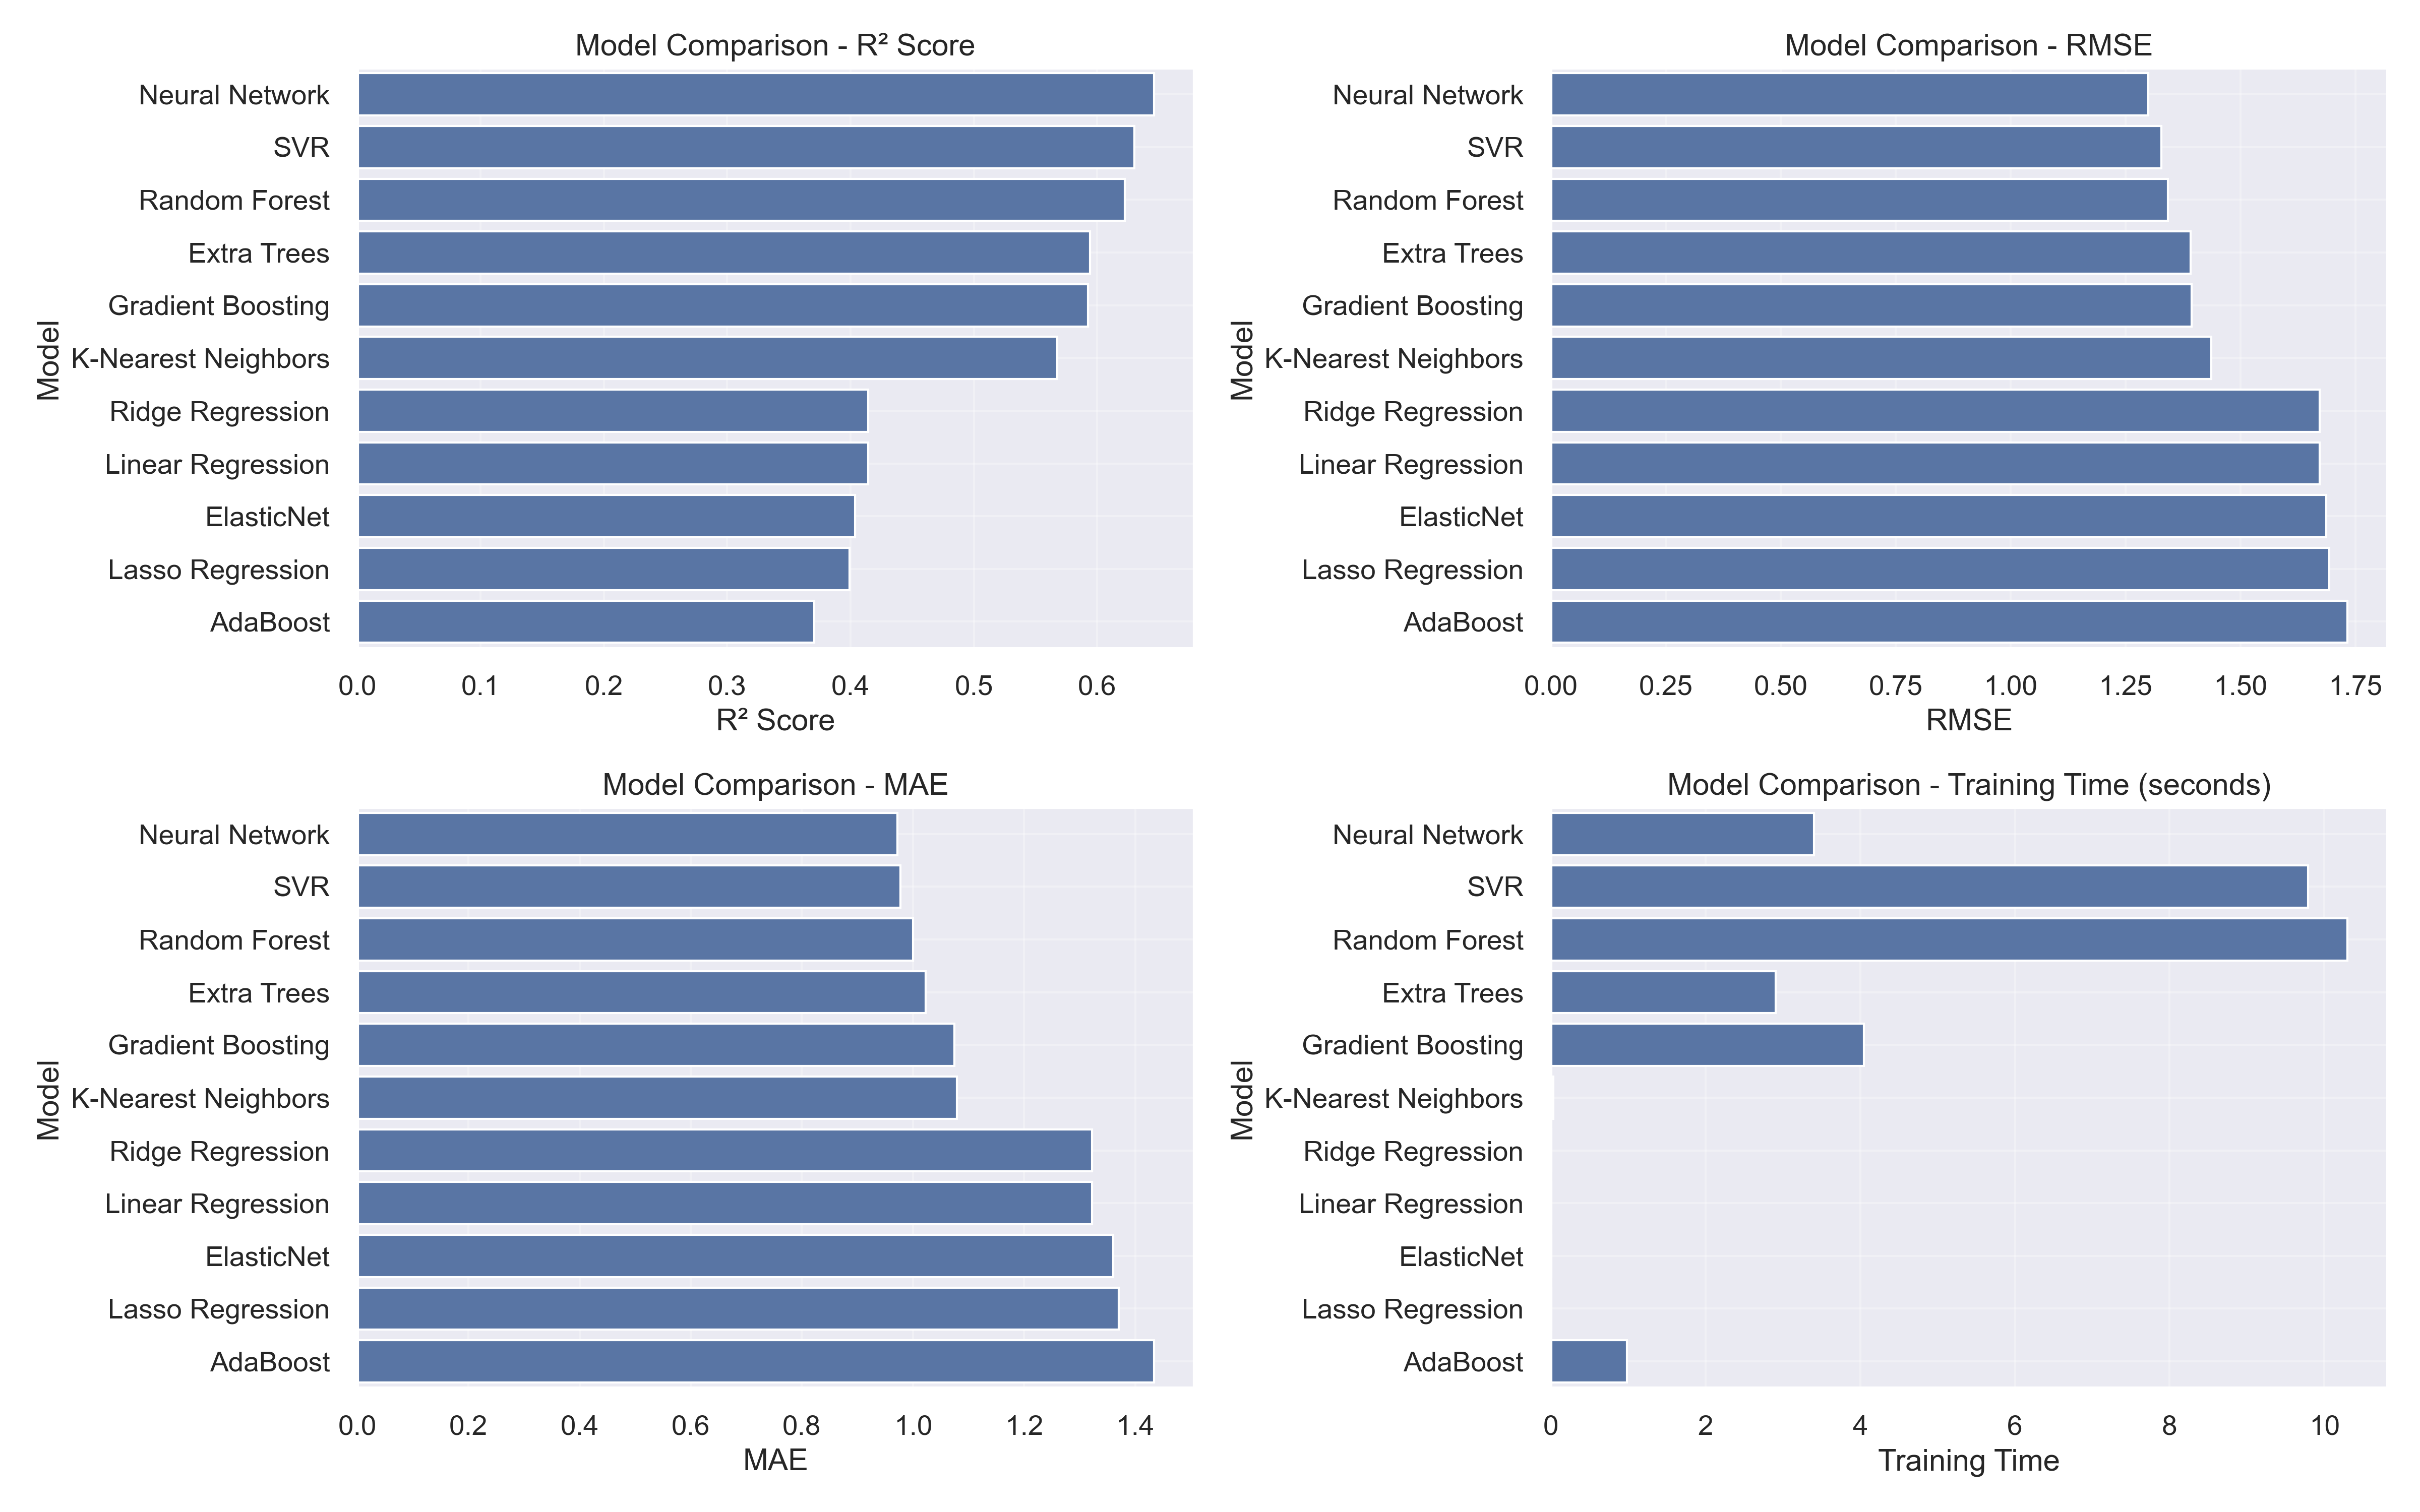 Model Comparison - R² Score
Model
Neural Network
SVR
Random Forest
Extra Trees
Gradient Boosting
K-Nearest Neighbors
Ridge Regression
Linear Regression
ElasticNet
Lasso Regression
AdaBoost
0.0 0.1 0.2 0.3 0.4 0.5 0.6
R² Score
Model Comparison - RMSE
Model
Neural Network
SVR
Random Forest
Extra Trees
Gradient Boosting
K-Nearest Neighbors
Ridge Regression
Linear Regression
ElasticNet
Lasso Regression
AdaBoost
0.00 0.25 0.50 0.75 1.00 1.25 1.50 1.75
RMSE
Model Comparison - MAE
Model
Neural Network
SVR
Random Forest
Extra Trees
Gradient Boosting
K-Nearest Neighbors
Ridge Regression
Linear Regression
ElasticNet
Lasso Regression
AdaBoost
0.0 0.2 0.4 0.6 0.8 1.0 1.2 1.4
MAE
Model Comparison - Training Time (seconds)
Model
Neural Network
SVR
Random Forest
Extra Trees
Gradient Boosting
K-Nearest Neighbors
Ridge Regression
Linear Regression
ElasticNet
Lasso Regression
AdaBoost
0 2 4 6 8 10
Training Time